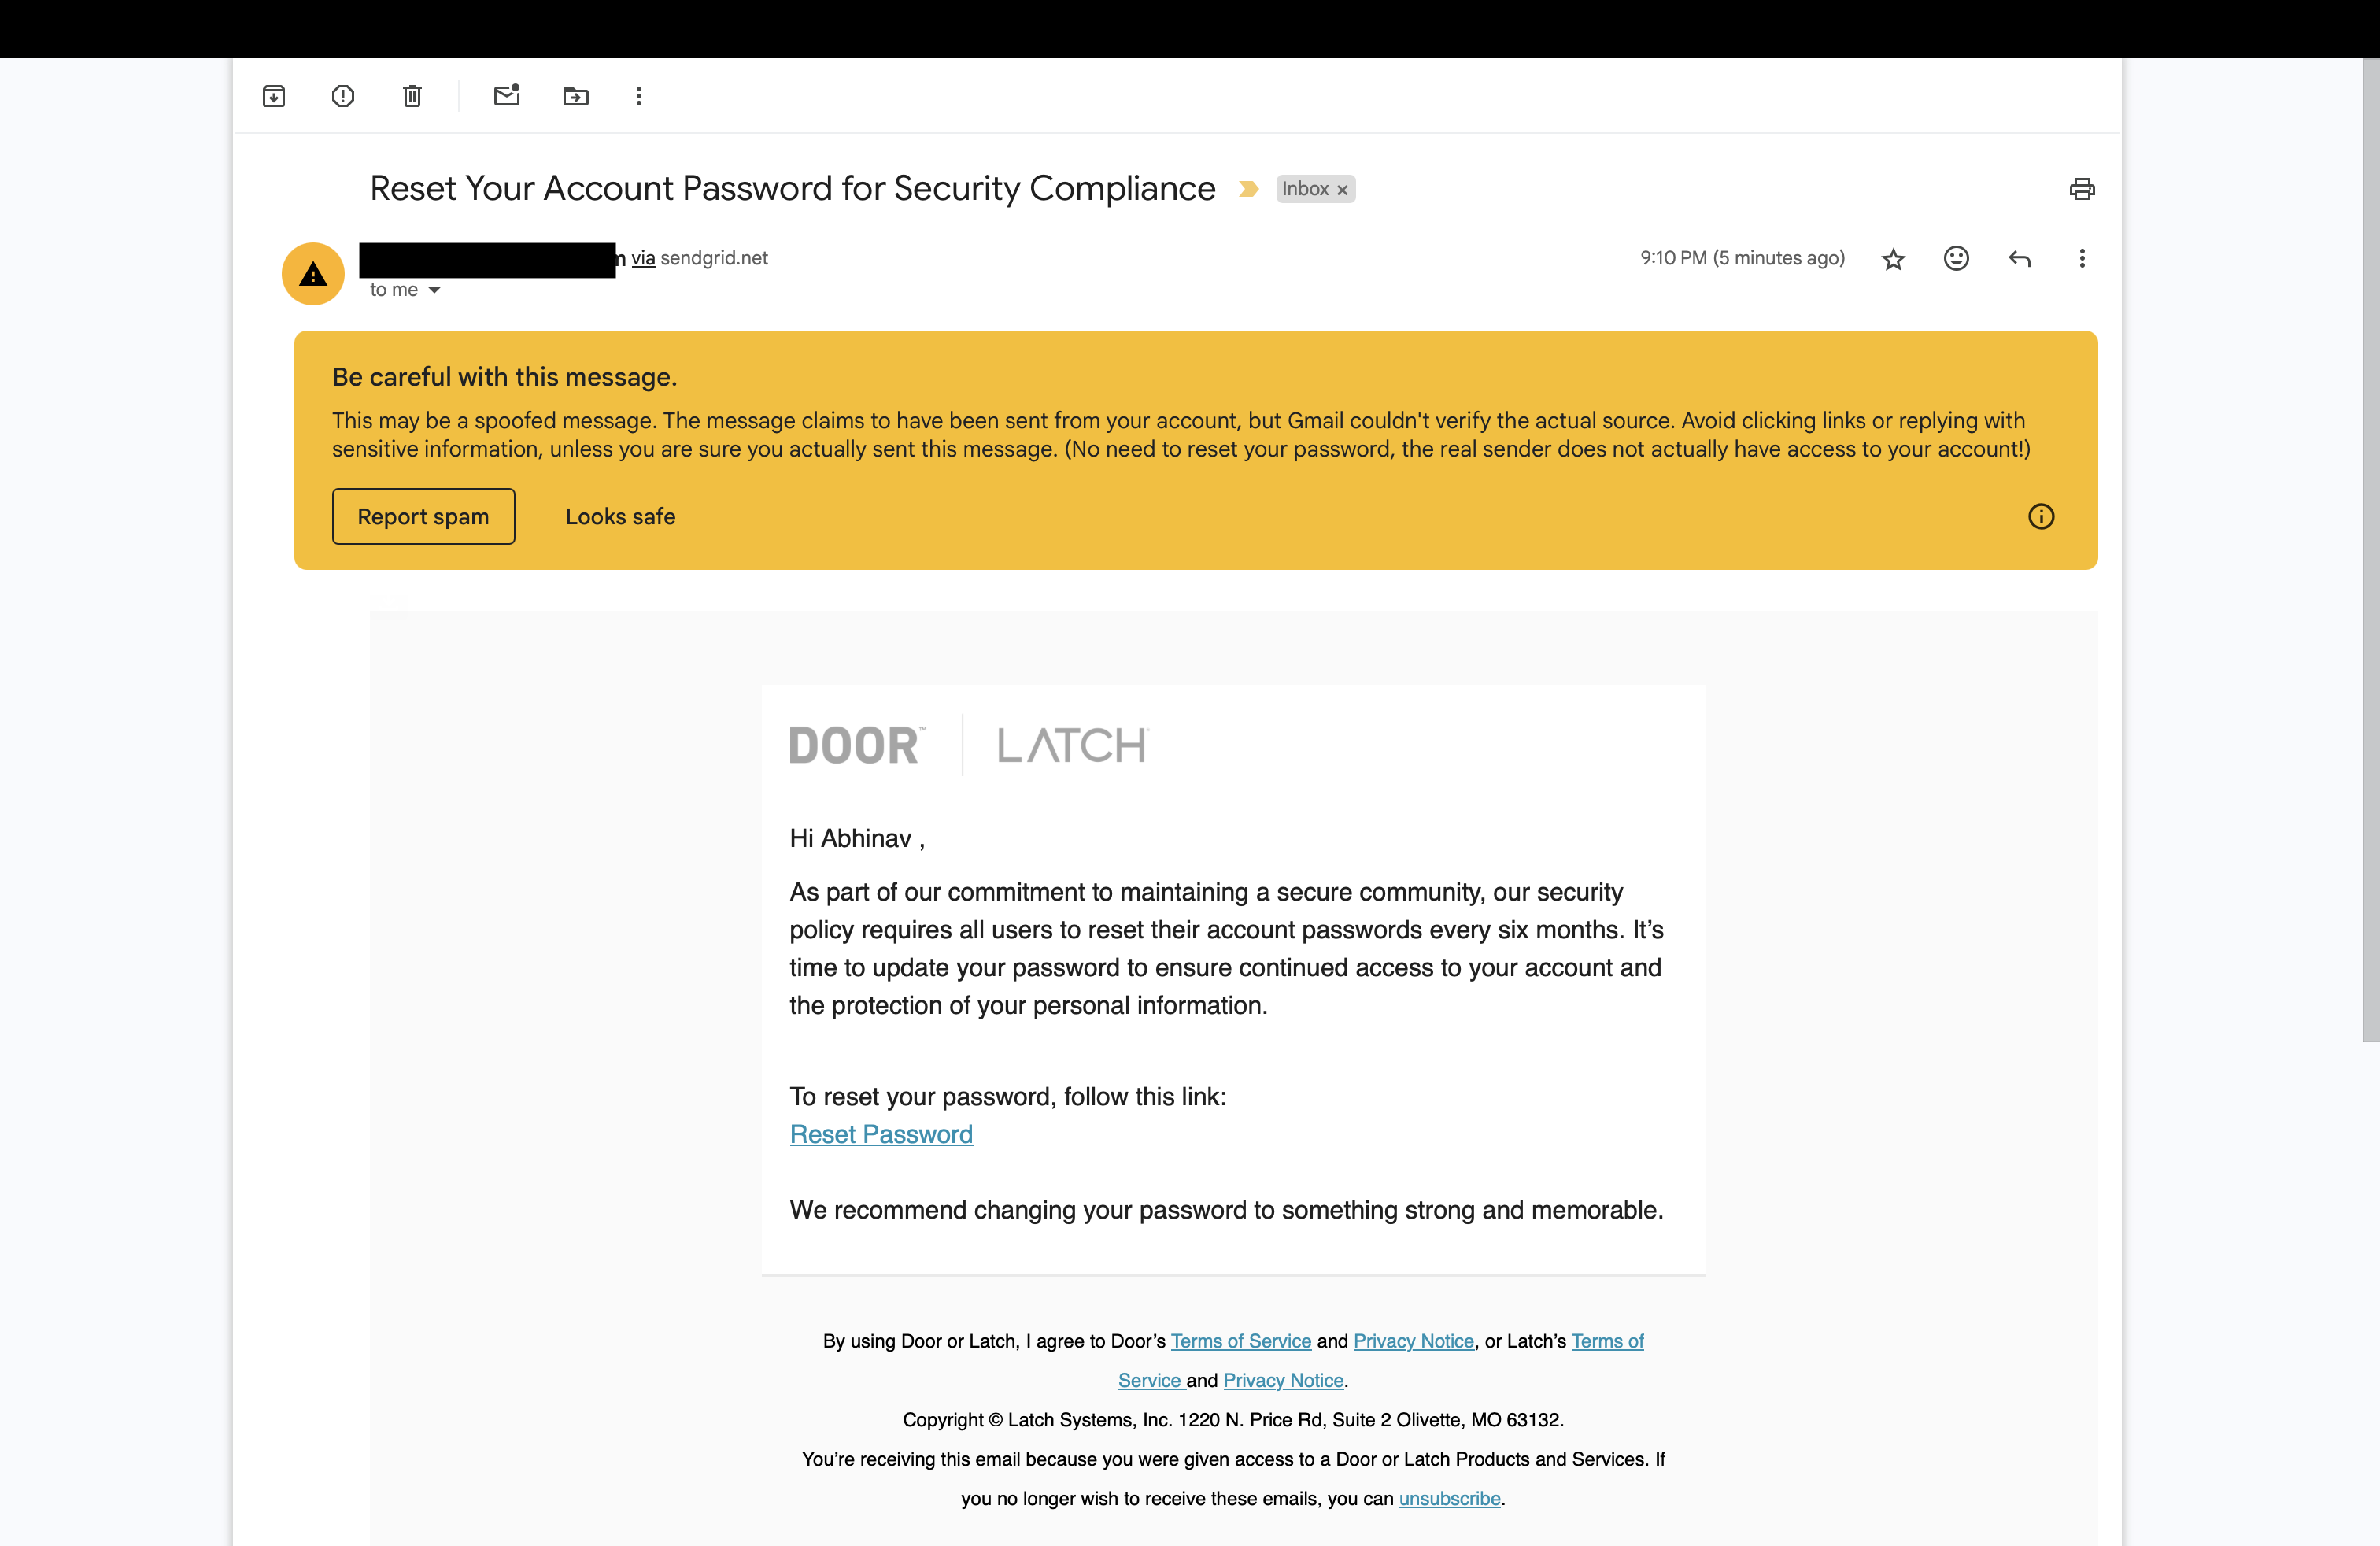 Reset Your Account Password for Security Compliance Inbox x
via sendgrid.net 9:10 PM (5 minutes ago)
to me
Be careful with this message.
This may be a spoofed message. The message claims to have been sent from your account, but Gmail couldn't verify the actual source. Avoid clicking links or replying with
sensitive information, unless you are sure you actually sent this message. (No need to reset your password, the real sender does not actually have access to your account!)
Report spam Looks safe
DOOR™ LATCH
Hi Abhinav ,
As part of our commitment to maintaining a secure community, our security
policy requires all users to reset their account passwords every six months. It’s
time to update your password to ensure continued access to your account and
the protection of your personal information.
To reset your password, follow this link:
Reset Password
We recommend changing your password to something strong and memorable.
By using Door or Latch, I agree to Door’s Terms of Service and Privacy Notice, or Latch’s Terms of
Service and Privacy Notice.
Copyright © Latch Systems, Inc. 1220 N. Price Rd, Suite 2 Olivette, MO 63132.
You’re receiving this email because you were given access to a Door or Latch Products and Services. If
you no longer wish to receive these emails, you can unsubscribe.